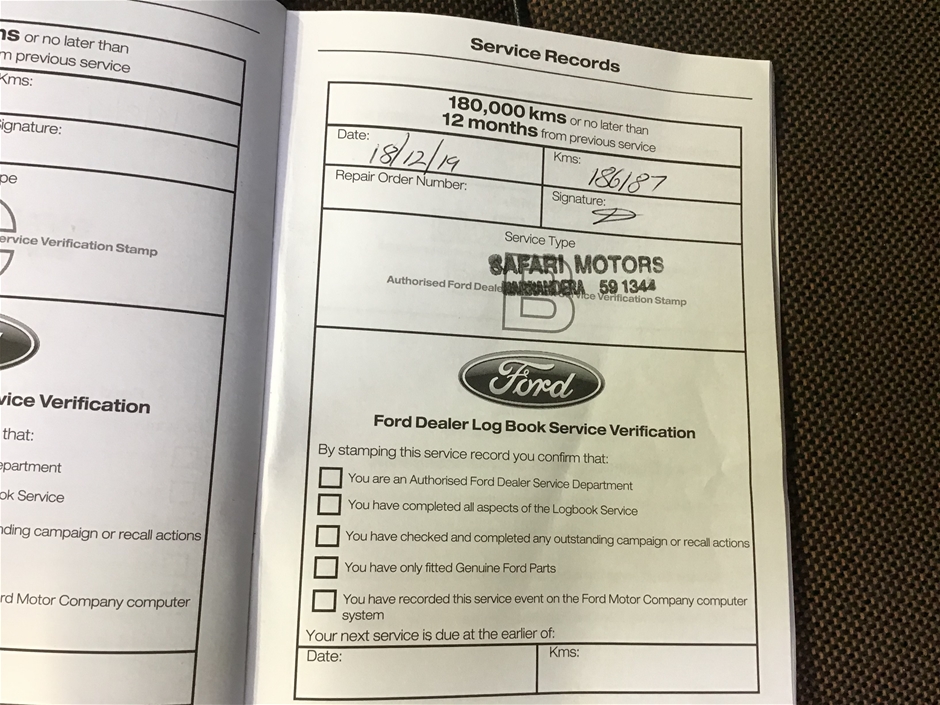 ns or no later than
m previous service
Kms:
ignature:
pe
ervice Verification Stamp
vice Verification
that:
epartment
ok Service
nding campaign or recall actions
rd Motor Company computer
Service Records
180,000 kms or no later than
12 months from previous service
Date: 18/12/19
Kms: 186187
Repair Order Number:
Signature:
Service Type
SAFARI MOTORS
NARRANDERA 59 1344
Authorised Ford Deale vice Verification Stamp
B
Ford
Ford Dealer Log Book Service Verification
By stamping this service record you confirm that:
You are an Authorised Ford Dealer Service Department
You have completed all aspects of the Logbook Service
You have checked and completed any outstanding campaign or recall actions
You have only fitted Genuine Ford Parts
You have recorded this service event on the Ford Motor Company computer
system
Your next service is due at the earlier of:
Date:
Kms: